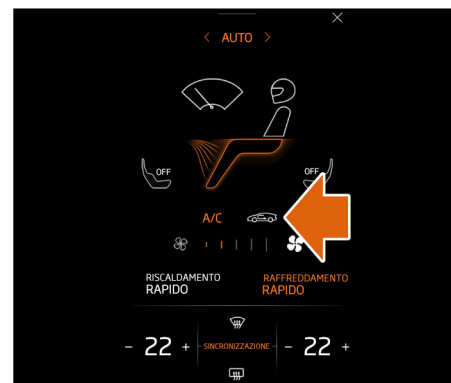 AUTO
OFF
OFF
A/C
RISCALDAMENTO
RAPIDO
RAFFREDDAMENTO
RAPIDO
- 22 +
SINCRONIZZAZIONE
- 22 +